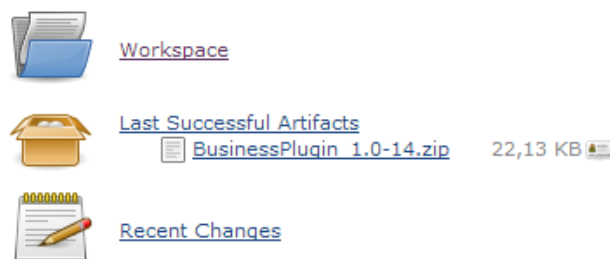 Workspace
Last Successful Artifacts
BusinessPlugin_1.0-14.zip 22,13 KB
Recent Changes